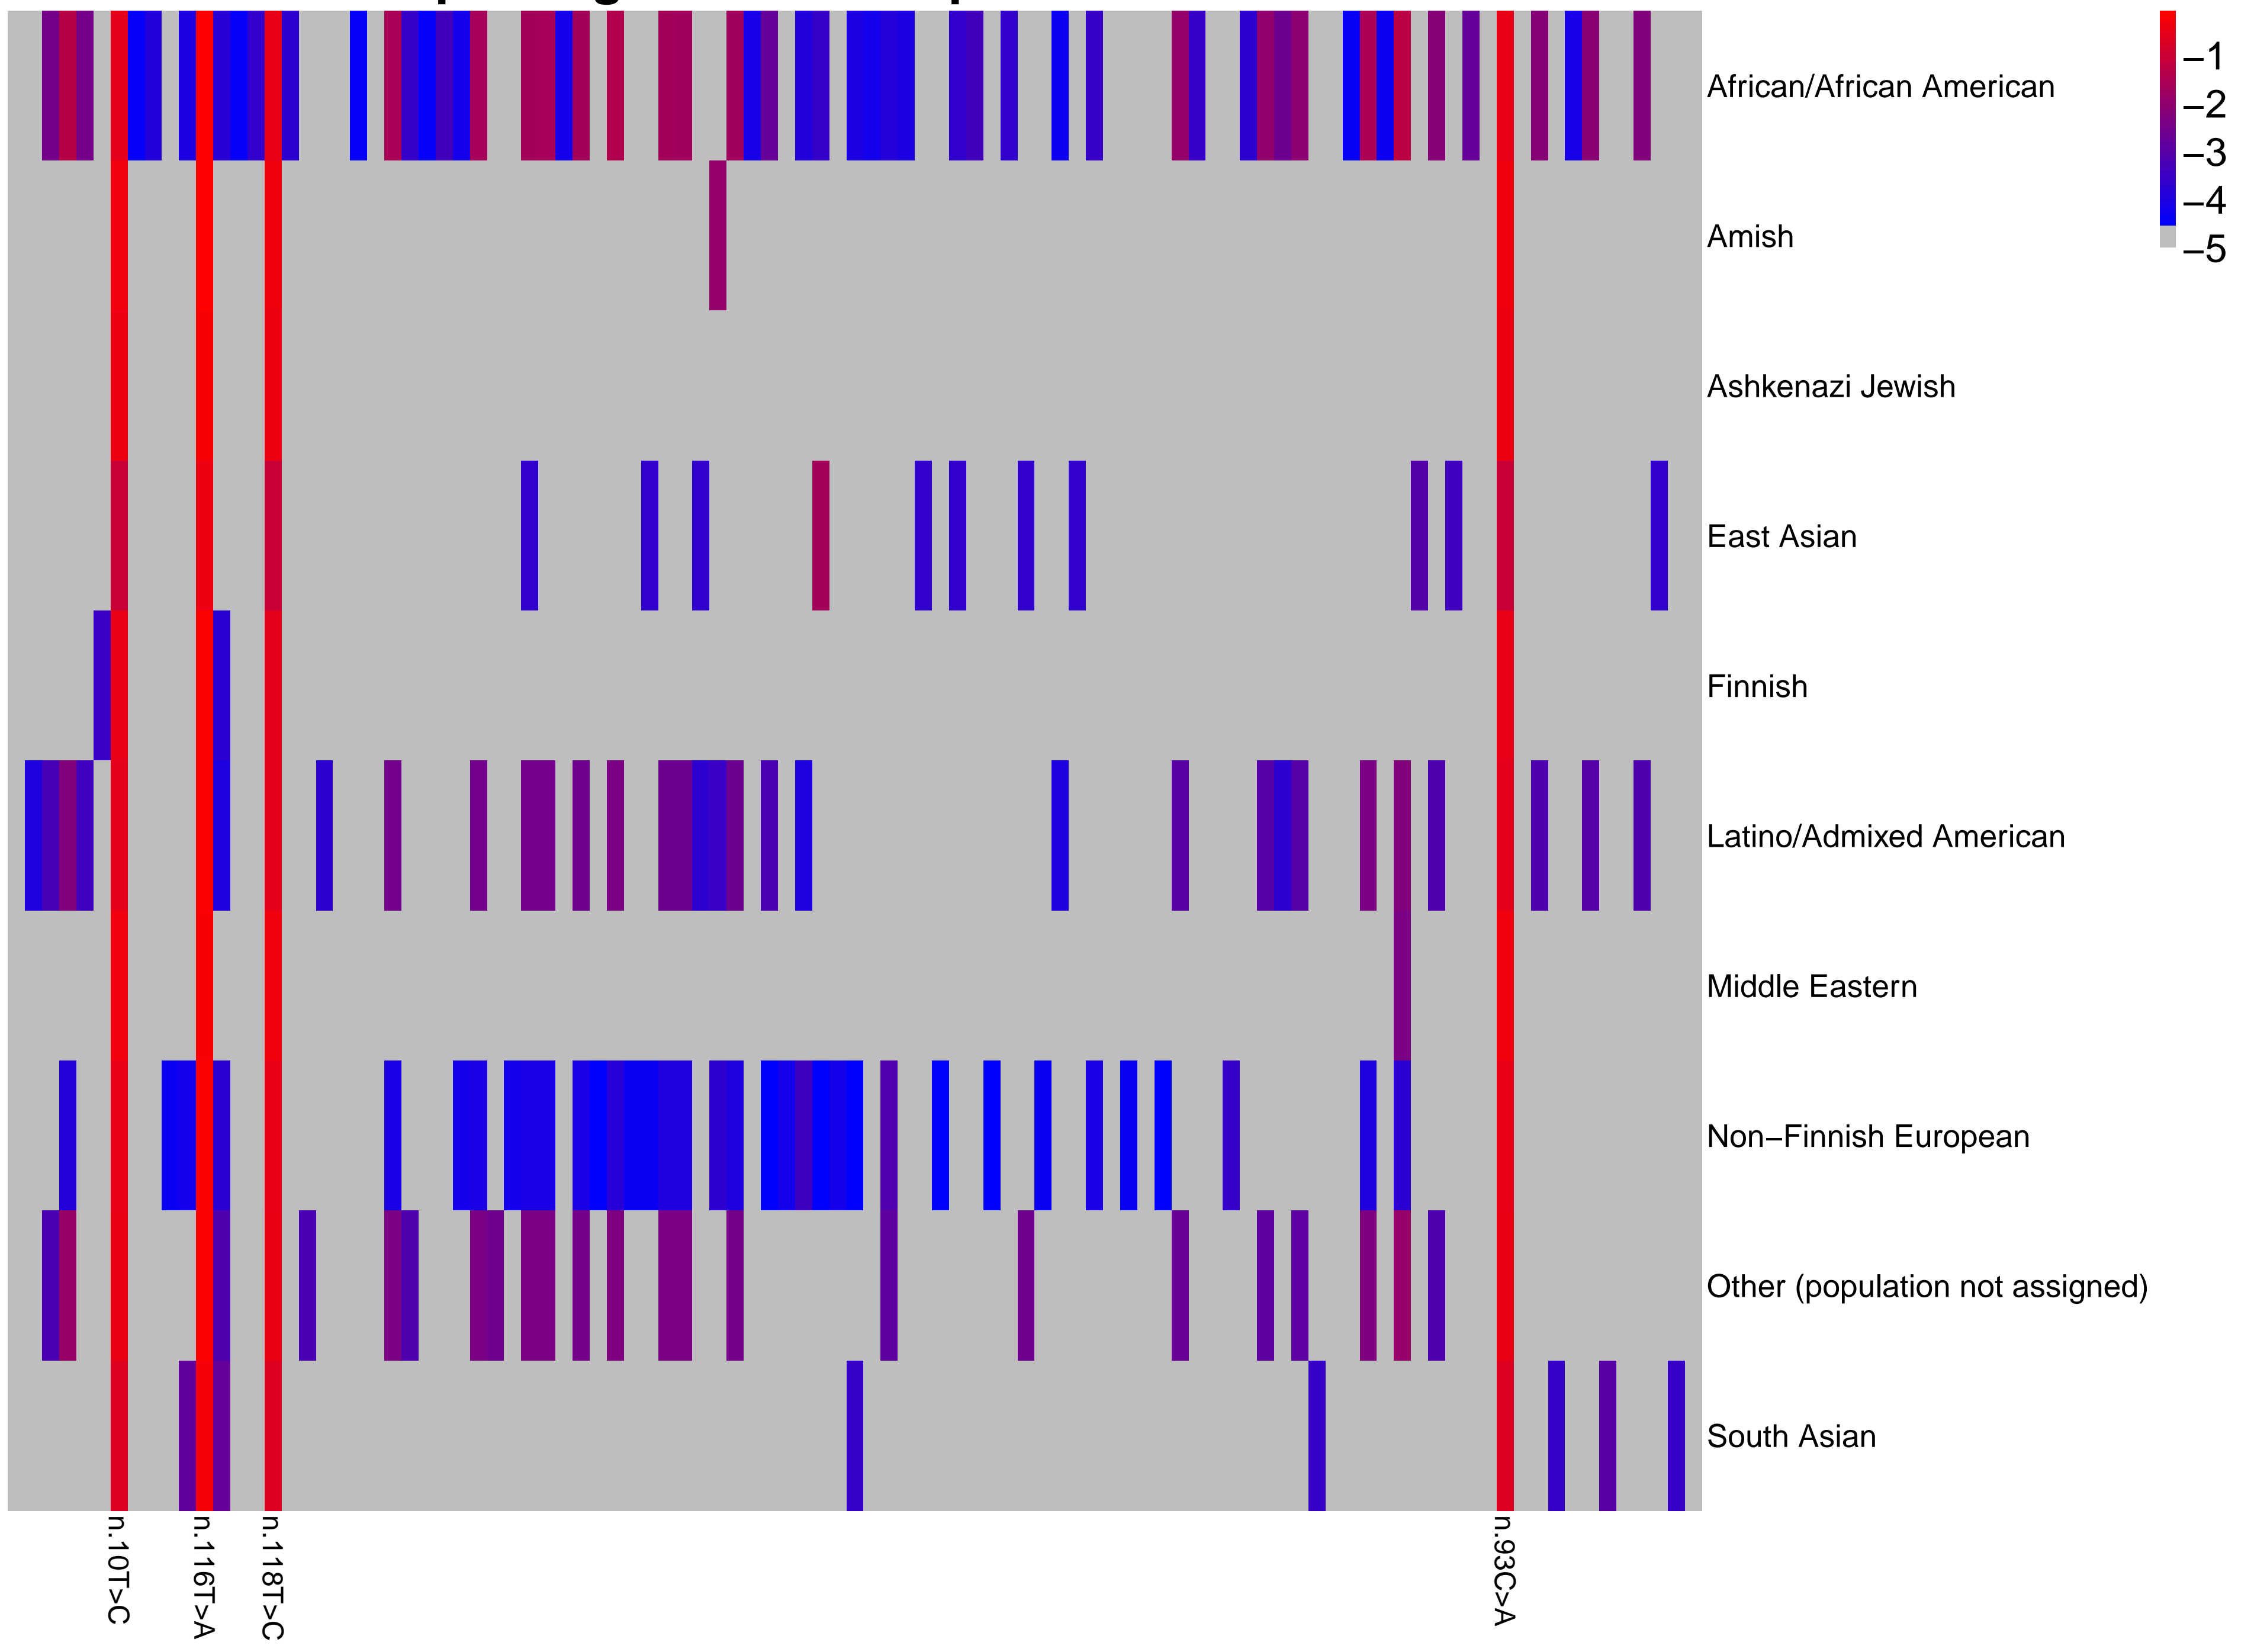 African/African American
Amish
Ashkenazi Jewish
East Asian
Finnish
Latino/Admixed American
Middle Eastern
Non−Finnish European
Other (population not assigned)
South Asian
−1
−2
−3
−4
−5
n.10T>C
n.116T>A
n.118T>C
n.93C>A